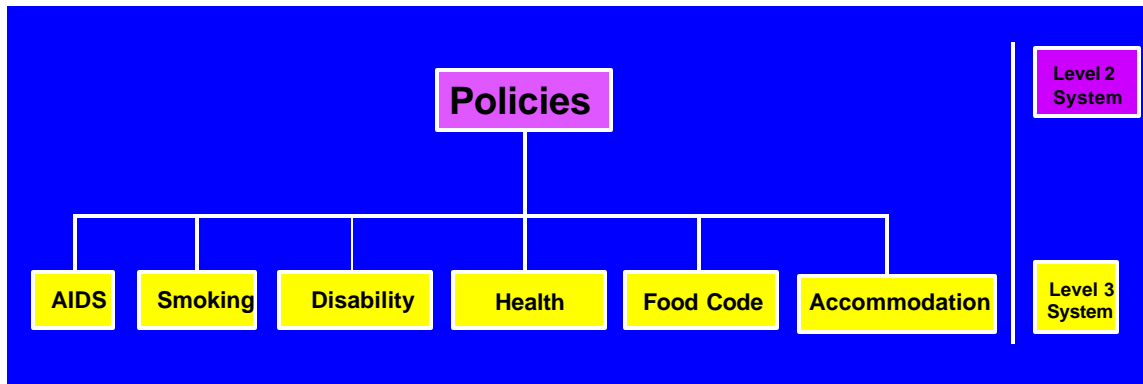 Policies
Level 2
System
AIDS
Smoking
Disability
Health
Food Code
Accommodation
Level 3
System